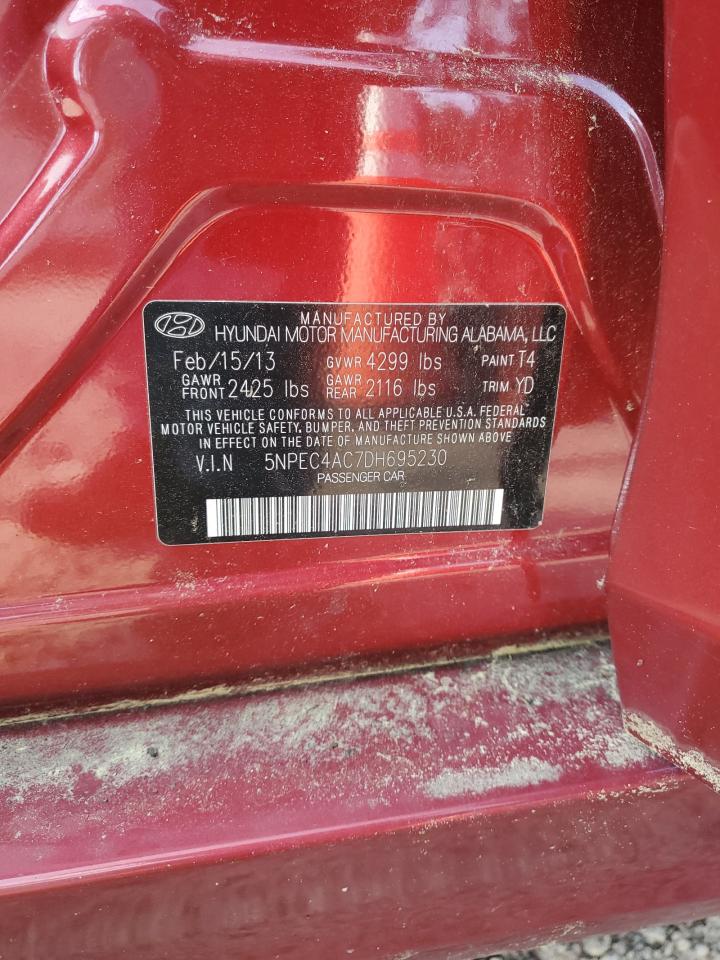 MANUFACTURED BY
HYUNDAI MOTOR MANUFACTURING ALABAMA, LLC
Feb/15/13 GVWR 4299 lbs PAINT T4
GAWR FRONT 2425 lbs GAWR REAR 2116 lbs TRIM YD
THIS VEHICLE CONFORMS TO ALL APPLICABLE U.S.A. FEDERAL
MOTOR VEHICLE SAFETY, BUMPER, AND THEFT PREVENTION STANDARDS
IN EFFECT ON THE DATE OF MANUFACTURE SHOWN ABOVE
V.I.N 5NPEC4AC7DH695230
PASSENGER CAR